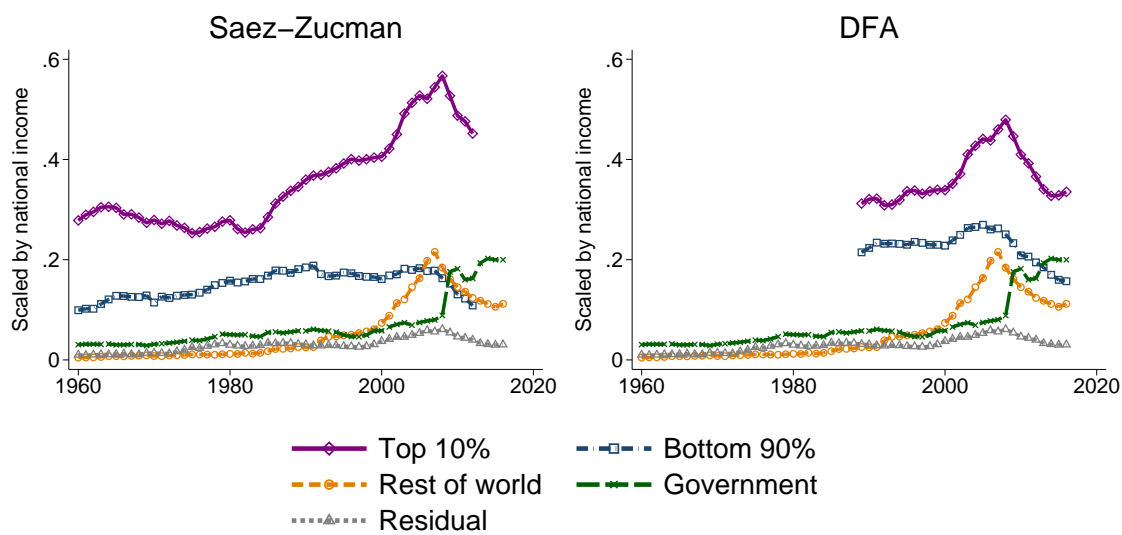 Saez−Zucman
Scaled by national income
.6
.4
.2
0
1960 1980 2000 2020
DFA
Scaled by national income
.6
.4
.2
0
1960 1980 2000 2020
Top 10% Bottom 90%
Rest of world Government
Residual